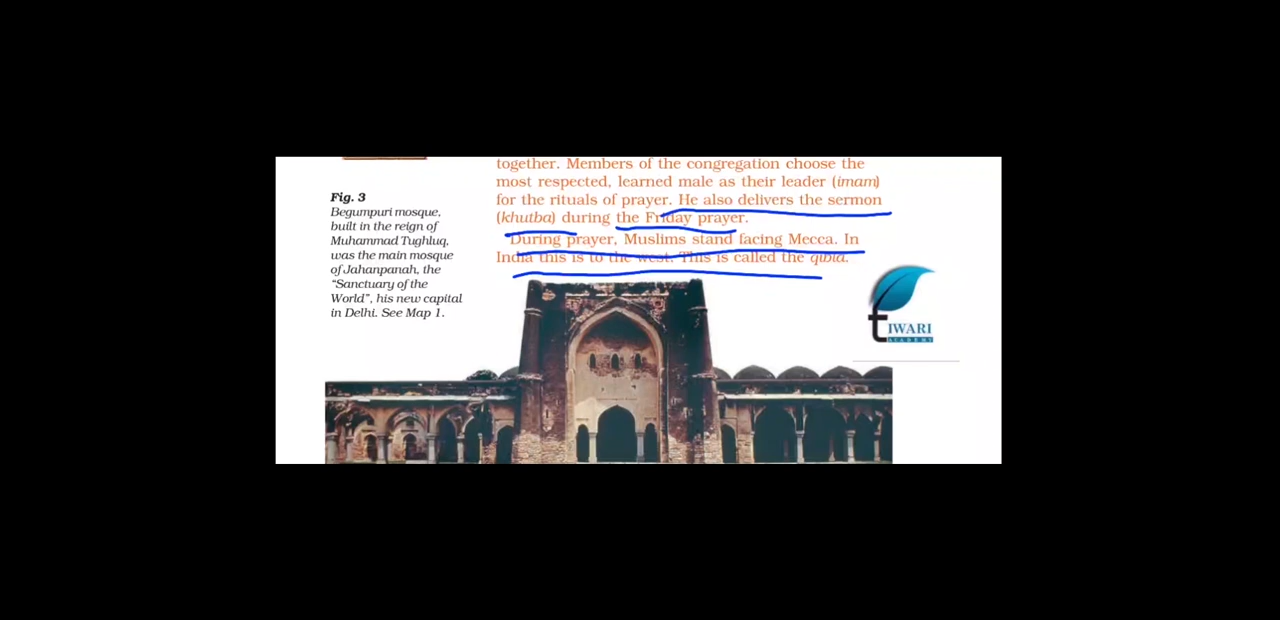 together. Members of the congregation choose the
most respected, learned male as their leader (imam)
for the rituals of prayer. He also delivers the sermon
(khutba) during the Friday prayer.
During prayer, Muslims stand facing Mecca. In
India this is to the west. This is called the qibla.
Fig. 3
Begumpuri mosque,
built in the reign of
Muhammad Tughluq,
was the main mosque
of Jahanpanah, the
“Sanctuary of the
World”, his new capital
in Delhi. See Map 1.
tIWARI
ACADEMY